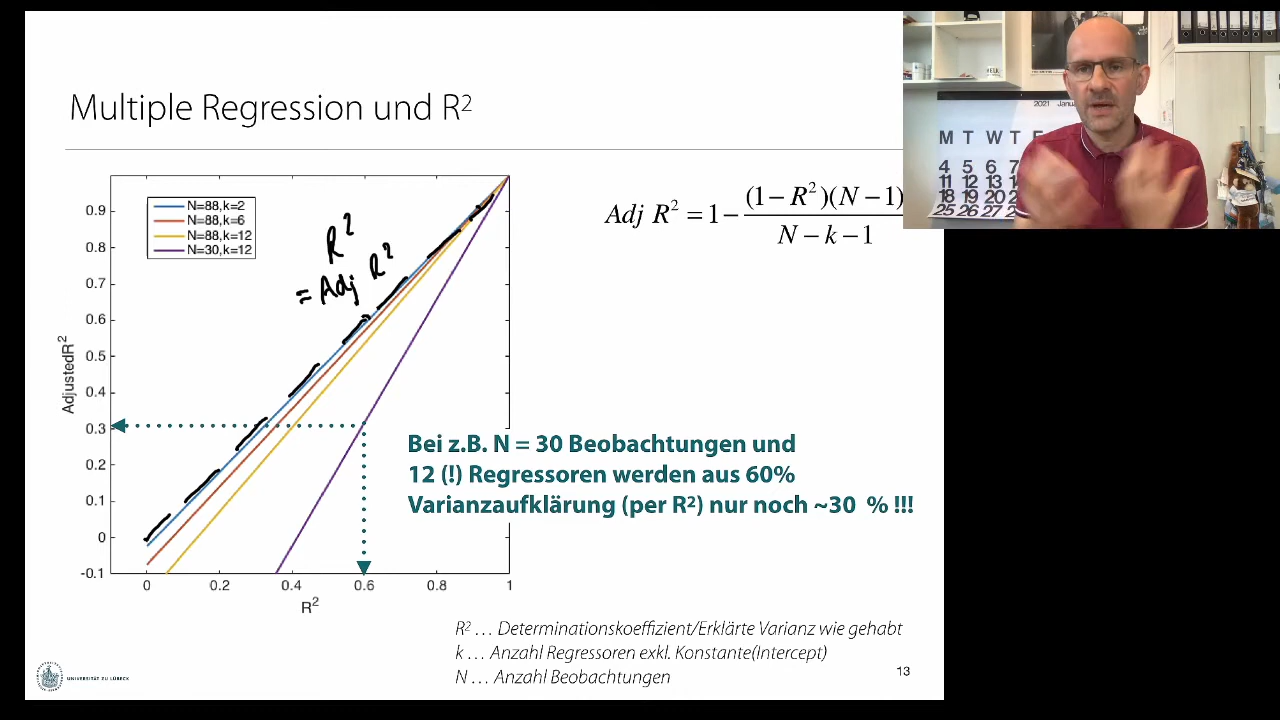 Multiple Regression und R²
N=88,k=2
N=88,k=6
N=88,k=12
N=30,k=12
R²
= Adj R²
Adj R² = 1 − (1 − R²)(N − 1) / N − k − 1
AdjustedR²
0.9
0.8
0.7
0.6
0.5
0.4
0.3
0.2
0.1
0
-0.1
0 0.2 0.4 0.6 0.8 1
R²
Bei z.B. N = 30 Beobachtungen und
12 (!) Regressoren werden aus 60%
Varianzaufklärung (per R²) nur noch ~30 % !!!
R² … Determinationskoeffizient/Erklärte Varianz wie gehabt
k … Anzahl Regressoren exkl. Konstante(Intercept)
N … Anzahl Beobachtungen
UNIVERSITÄT ZU LÜBECK
13
2021 Janua
M T W T F
4 5 6 7
11 12 13
18 19 20
25 26 27